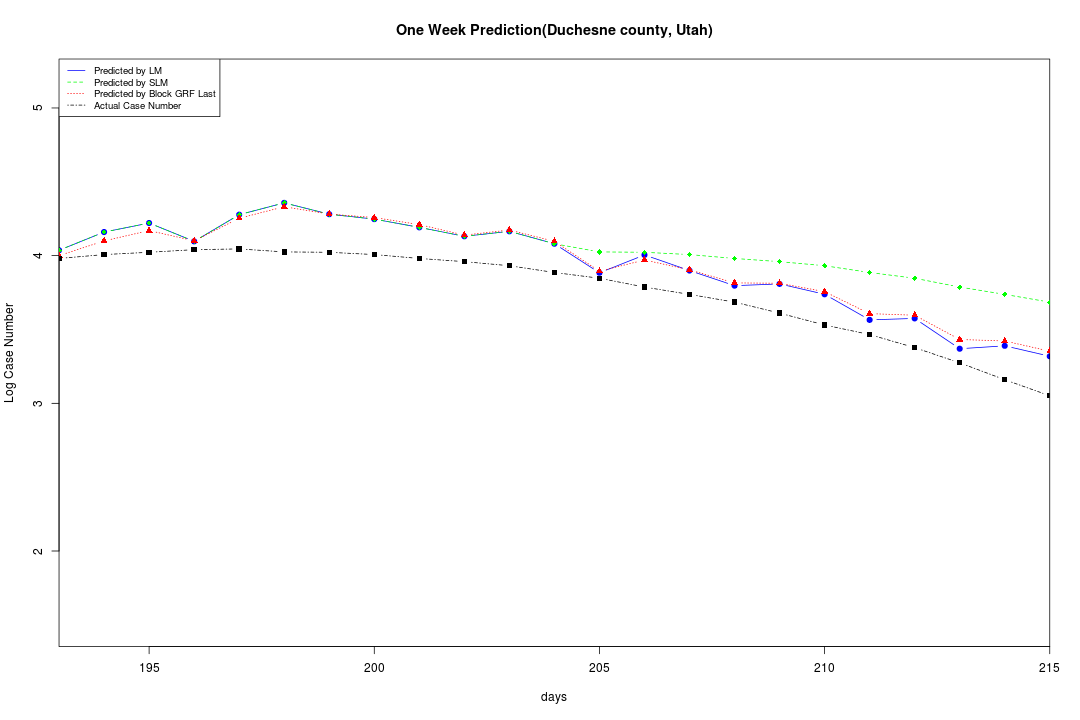 One Week Prediction(Duchesne county, Utah)
Predicted by LM
Predicted by SLM
Predicted by Block GRF Last
Actual Case Number
Log Case Number
5
4
3
2
195
200
205
210
215
days